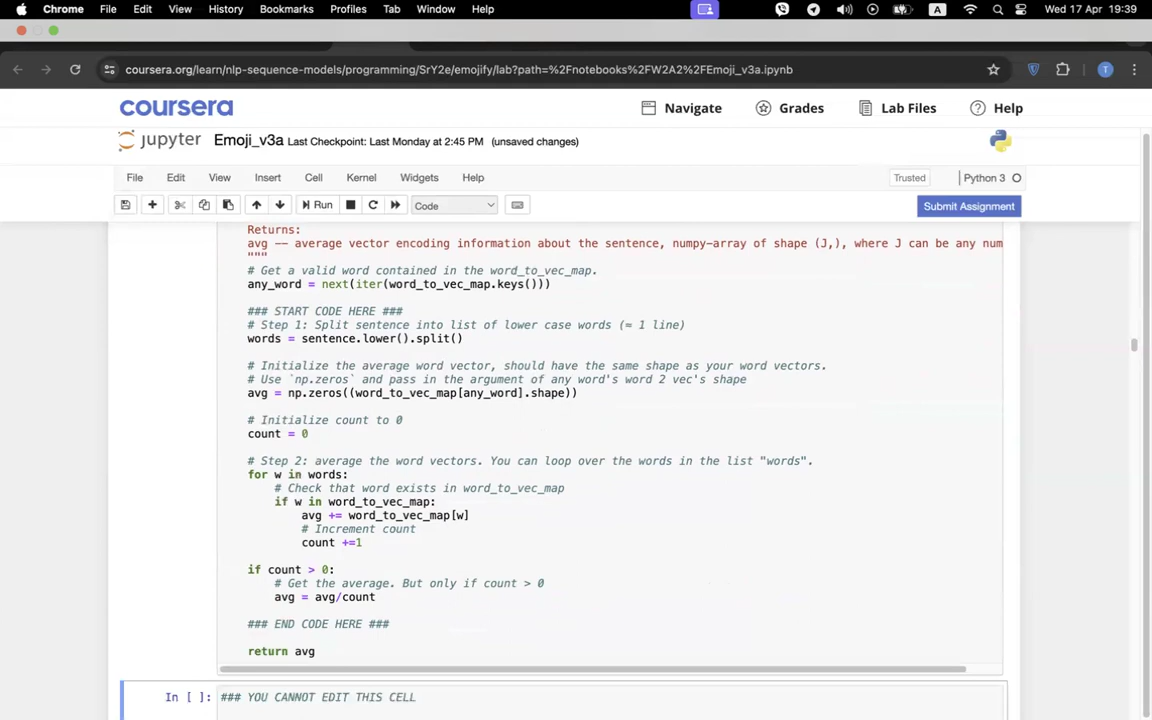 Chrome File Edit View History Bookmarks Profiles Tab Window Help A Wed 17 Apr 19:39
coursera.org/learn/nlp-sequence-models/programming/SrY2e/emojify/lab?path=%2Fnotebooks%2FW2A2%2FEmoji_v3a.ipynb T
coursera Navigate Grades Lab Files Help
jupyter Emoji_v3a Last Checkpoint: Last Monday at 2:45 PM (unsaved changes)
File Edit View Insert Cell Kernel Widgets Help Trusted Python 3
Run Code Submit Assignment
Returns:
avg -- average vector encoding information about the sentence, numpy-array of shape (J,), where J can be any num
"""
# Get a valid word contained in the word_to_vec_map.
any_word = next(iter(word_to_vec_map.keys()))
### START CODE HERE ###
# Step 1: Split sentence into list of lower case words (≈ 1 line)
words = sentence.lower().split()
# Initialize the average word vector, should have the same shape as your word vectors.
# Use `np.zeros` and pass in the argument of any word's word 2 vec's shape
avg = np.zeros((word_to_vec_map[any_word].shape))
# Initialize count to 0
count = 0
# Step 2: average the word vectors. You can loop over the words in the list "words".
for w in words:
# Check that word exists in word_to_vec_map
if w in word_to_vec_map:
avg += word_to_vec_map[w]
# Increment count
count +=1
if count > 0:
# Get the average. But only if count > 0
avg = avg/count
### END CODE HERE ###
return avg
In [ ]: ### YOU CANNOT EDIT THIS CELL